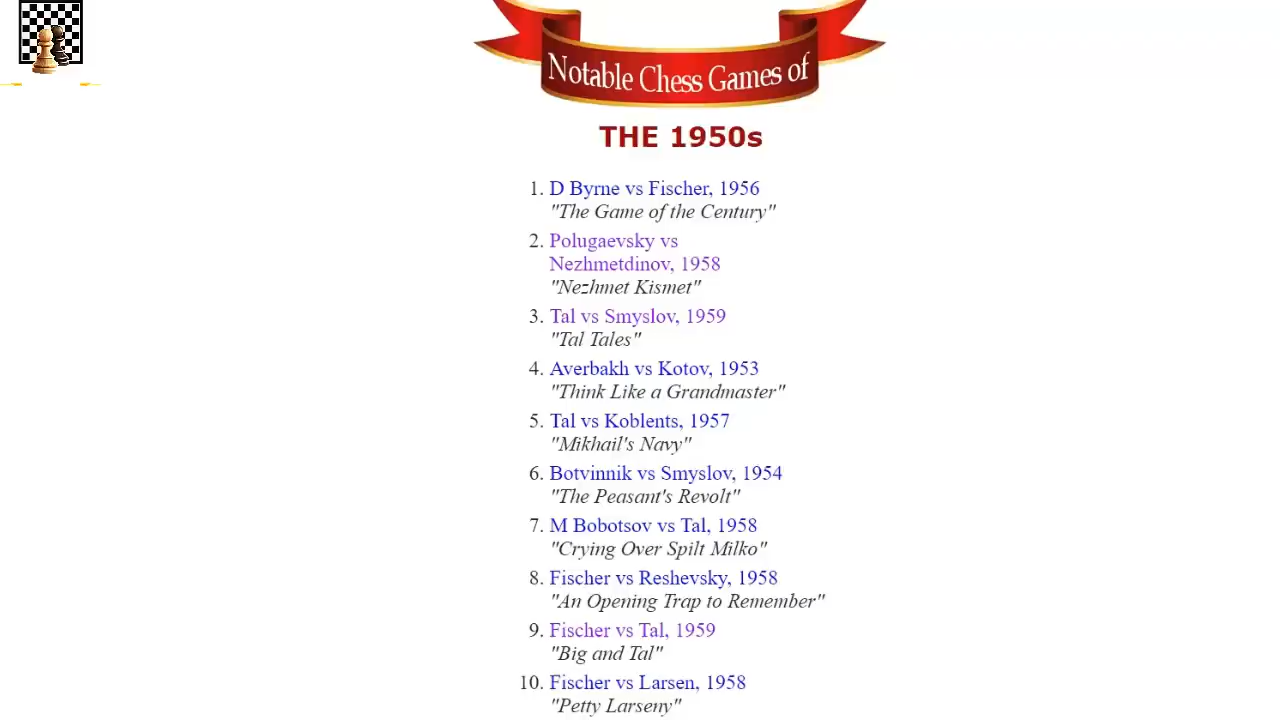 Notable Chess Games of
THE 1950s
1. D Byrne vs Fischer, 1956
"The Game of the Century"
2. Polugaevsky vs
Nezhmetdinov, 1958
"Nezhmet Kismet"
3. Tal vs Smyslov, 1959
"Tal Tales"
4. Averbakh vs Kotov, 1953
"Think Like a Grandmaster"
5. Tal vs Koblents, 1957
"Mikhail's Navy"
6. Botvinnik vs Smyslov, 1954
"The Peasant's Revolt"
7. M Bobotsov vs Tal, 1958
"Crying Over Spilt Milko"
8. Fischer vs Reshevsky, 1958
"An Opening Trap to Remember"
9. Fischer vs Tal, 1959
"Big and Tal"
10. Fischer vs Larsen, 1958
"Petty Larseny"